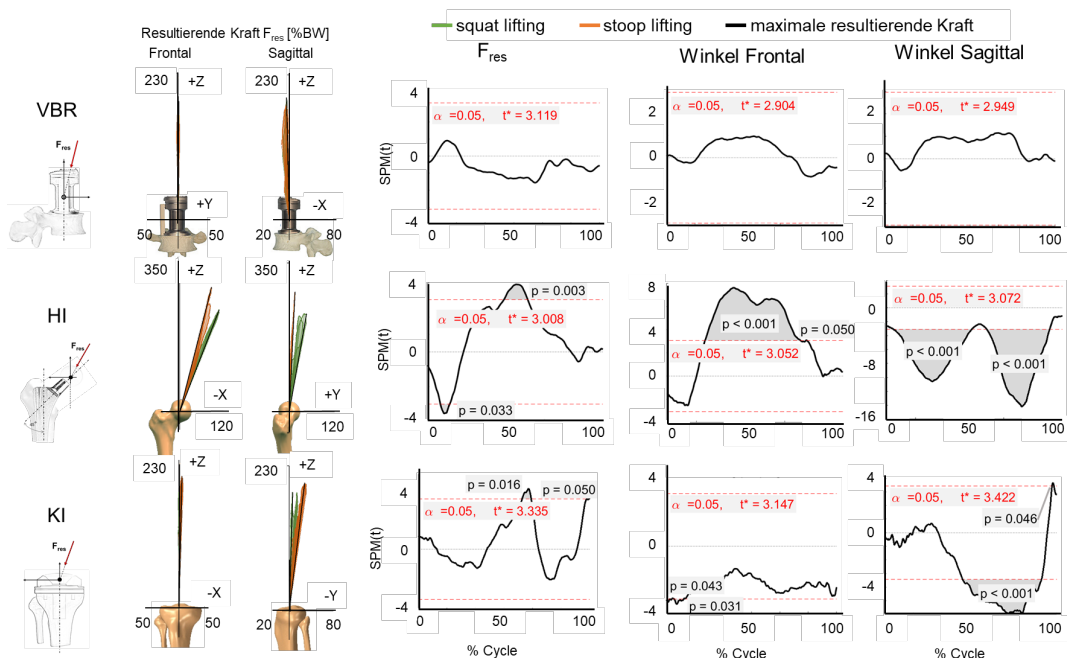 squat lifting   stoop lifting   maximale resultierende Kraft
Resultierende Kraft Fres [%BW]
Frontal   Sagittal
Fres   Winkel Frontal   Winkel Sagittal
VBR
Fres
230   +Z   230   +Z
+Y   -X
50   50   20   80
SPM(t)
4
0
-4
α =0.05,   t* = 3.119
0   50   100
2
0
-2
α =0.05,   t* = 2.904
0   50   100
2
0
-2
α =0.05,   t* = 2.949
0   50   100
HI
Fres
350   +Z   350   +Z
-X   +Y
120   120
SPM(t)
4
0
-4
p = 0.003
α =0.05,   t* = 3.008
p = 0.033
0   50   100
8
4
0
-4
p < 0.001
p = 0.050
α =0.05,   t* = 3.052
0   50   100
0
-8
-16
α =0.05,   t* = 3.072
p < 0.001
p < 0.001
0   50   100
KI
Fres
230   +Z   230   +Z
-X   -Y
50   50   20   80
SPM(t)
4
0
-4
p = 0.016   p = 0.050
α =0.05,   t* = 3.335
0   50   100
% Cycle
4
0
-4
α =0.05,   t* = 3.147
p = 0.043
p = 0.031
0   50   100
% Cycle
4
0
-4
α =0.05,   t* = 3.422
p = 0.046
p < 0.001
0   50   100
% Cycle